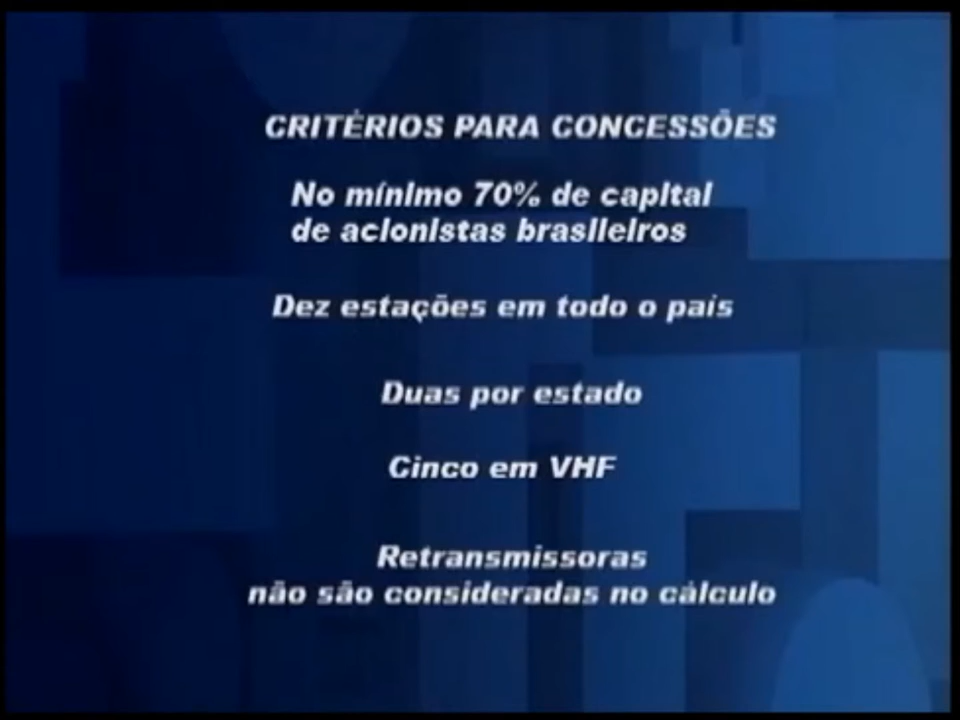 CRITÉRIOS PARA CONCESSÕES
No mínimo 70% de capital
de acionistas brasileiros
Dez estações em todo o país
Duas por estado
Cinco em VHF
Retransmissoras
não são consideradas no cálculo